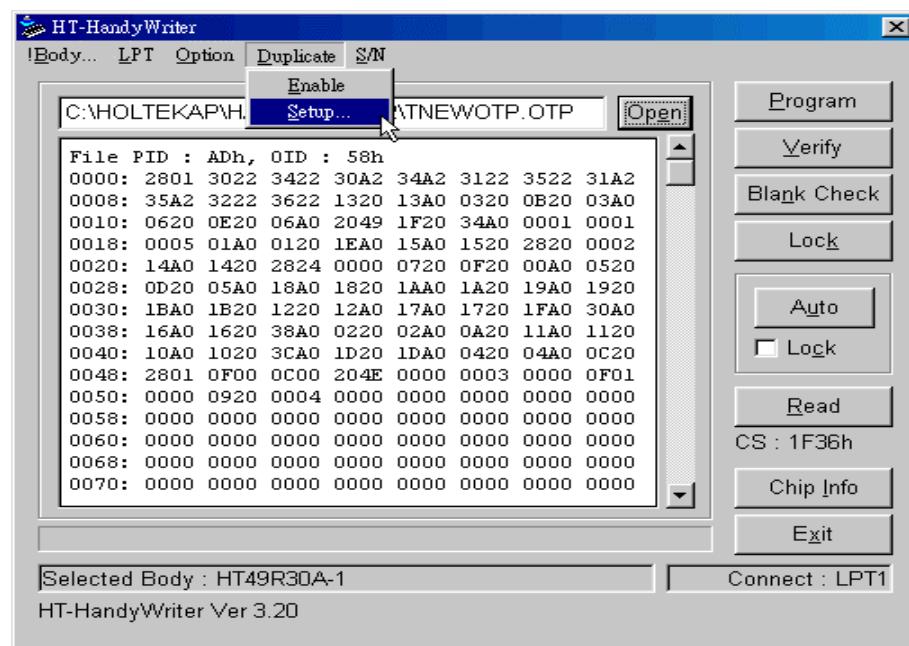 HT-HandyWriter
!Body... LPT Option Duplicate S/N
Enable
Setup...
C:\HOLTEKAP\H \TNEWOTP.OTP
Open
File PID : ADh, OID : 58h
0000: 2801 3022 3422 30A2 34A2 3122 3522 31A2
0008: 35A2 3222 3622 1320 13A0 0320 0B20 03A0
0010: 0620 0E20 06A0 2049 1F20 34A0 0001 0001
0018: 0005 01A0 0120 1EA0 15A0 1520 2820 0002
0020: 14A0 1420 2824 0000 0720 0F20 00A0 0520
0028: 0D20 05A0 18A0 1820 1AA0 1A20 19A0 1920
0030: 1BA0 1B20 1220 12A0 17A0 1720 1FA0 30A0
0038: 16A0 1620 38A0 0220 02A0 0A20 11A0 1120
0040: 10A0 1020 3CA0 1D20 1DA0 0420 04A0 0C20
0048: 2801 0F00 0C00 204E 0000 0003 0000 0F01
0050: 0000 0920 0004 0000 0000 0000 0000 0000
0058: 0000 0000 0000 0000 0000 0000 0000 0000
0060: 0000 0000 0000 0000 0000 0000 0000 0000
0068: 0000 0000 0000 0000 0000 0000 0000 0000
0070: 0000 0000 0000 0000 0000 0000 0000 0000
Program
Verify
Blank Check
Lock
Auto
Lock
Read
CS : 1F36h
Chip Info
Exit
Selected Body : HT49R30A-1
Connect : LPT1
HT-HandyWriter Ver 3.20